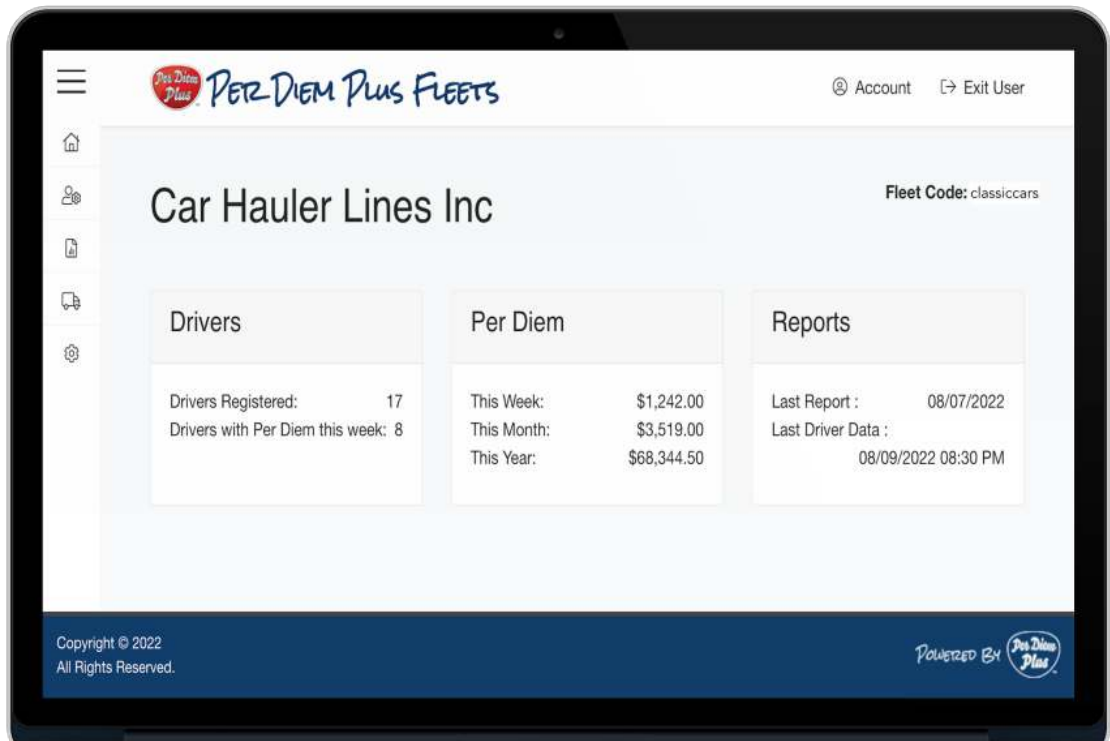 Per Diem Plus
PER DIEM PLUS FLEETS
Account
Exit User
Car Hauler Lines Inc
Fleet Code: classiccars
Drivers
Drivers Registered: 17
Drivers with Per Diem this week: 8
Per Diem
This Week: $1,242.00
This Month: $3,519.00
This Year: $68,344.50
Reports
Last Report : 08/07/2022
Last Driver Data :
08/09/2022 08:30 PM
Copyright © 2022
All Rights Reserved.
POWERED BY
Per Diem Plus